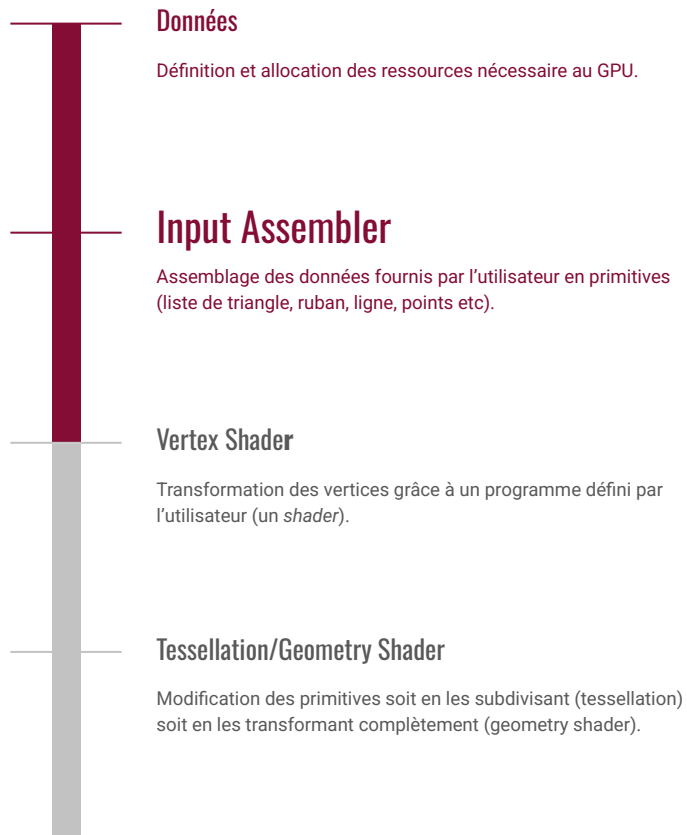 Données
Définition et allocation des ressources nécessaire au GPU.
Input Assembler
Assemblage des données fournis par l’utilisateur en primitives
(liste de triangle, ruban, ligne, points etc).
Vertex Shader
Transformation des vertices grâce à un programme défini par
l’utilisateur (un shader).
Tessellation/Geometry Shader
Modification des primitives soit en les subdivisant (tessellation)
soit en les transformant complètement (geometry shader).